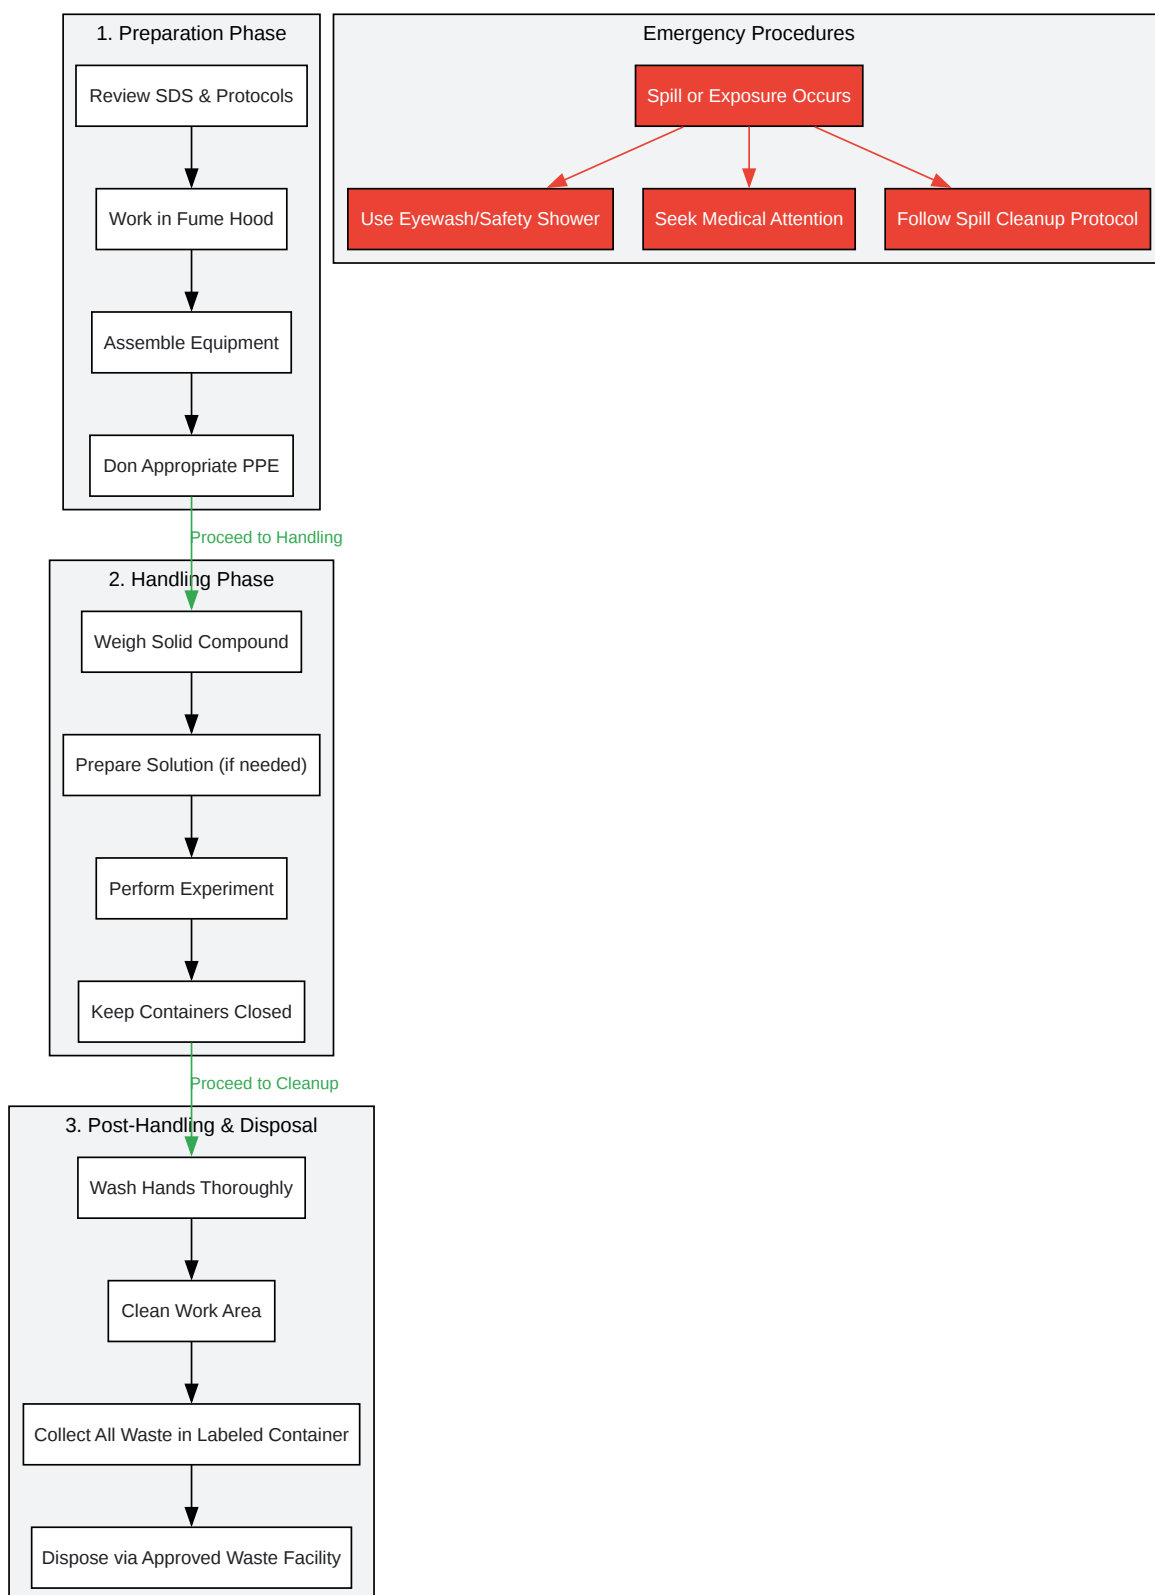 1. Preparation Phase
Review SDS & Protocols
Work in Fume Hood
Assemble Equipment
Don Appropriate PPE
Proceed to Handling
2. Handling Phase
Weigh Solid Compound
Prepare Solution (if needed)
Perform Experiment
Keep Containers Closed
Proceed to Cleanup
3. Post-Handling & Disposal
Wash Hands Thoroughly
Clean Work Area
Collect All Waste in Labeled Container
Dispose via Approved Waste Facility
Emergency Procedures
Spill or Exposure Occurs
Use Eyewash/Safety Shower
Seek Medical Attention
Follow Spill Cleanup Protocol